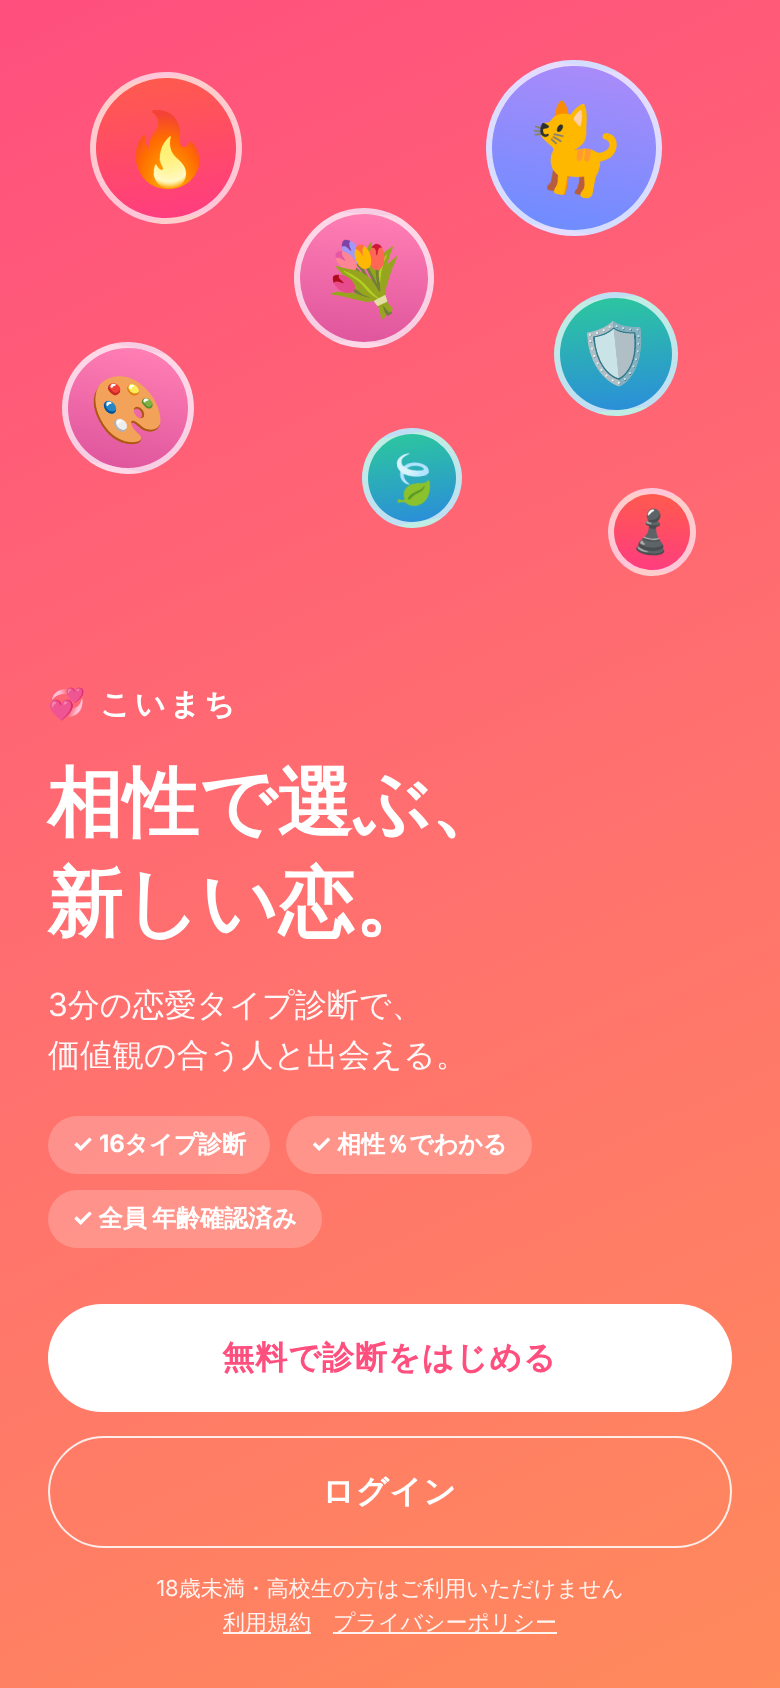 こいまち
相性で選ぶ、
新しい恋。
3分の恋愛タイプ診断で、
価値観の合う人と出会える。
✓ 16タイプ診断
✓ 相性％でわかる
✓ 全員 年齢確認済み
無料で診断をはじめる
ログイン
18歳未満・高校生の方はご利用いただけません
利用規約 プライバシーポリシー